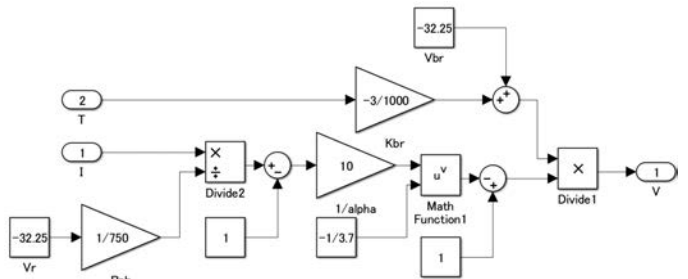 -32.25
Vbr
2
T
-3/1000
1
I
×
÷
Divide2
+
−
10
Kbr
u^v
Math
Function1
−
+
+
+
×
Divide1
1
V
-32.25
Vr
1/750
1
1/alpha
-1/3.7
1